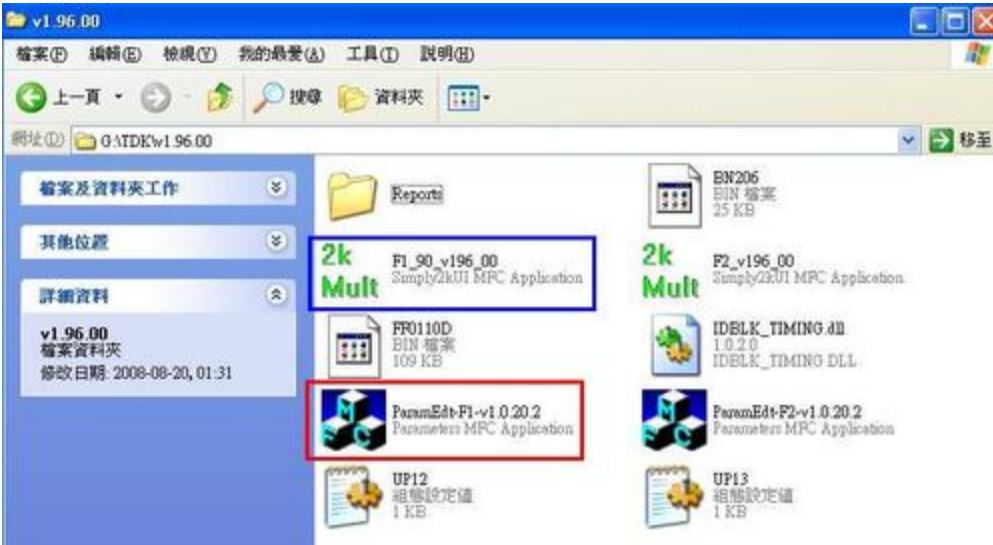 v1.96.00
檔案(F) 編輯(E) 檢視(V) 我的最愛(A) 工具(T) 說明(H)
上一頁 搜尋 資料夾
網址(D) G:\TDK\v1.96.00 移至
檔案及資料夾工作
其他位置
詳細資料
v1.96.00
檔案資料夾
修改日期: 2008-08-20, 01:31
Reports
BN206
BIN 檔案
25 KB
2k
Mult
F1_90_v196_00
Simply2kUI MFC Application
2k
Mult
F2_v196_00
Simply2kUI MFC Application
FF0110D
BIN 檔案
109 KB
IDBLK_TIMING.dll
1.0.2.0
IDBLK_TIMING DLL
MFC
ParamEdt-F1-v1.0.20.2
Parameters MFC Application
MFC
ParamEdt-F2-v1.0.20.2
Parameters MFC Application
UP12
組態設定值
1 KB
UP13
組態設定值
1 KB